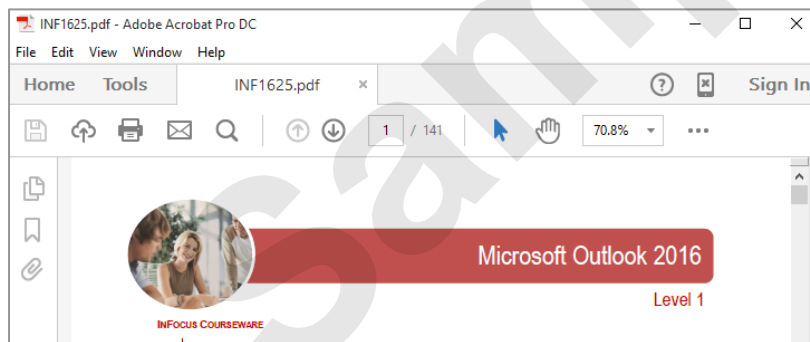 INF1625.pdf - Adobe Acrobat Pro DC
File Edit View Window Help
Home Tools INF1625.pdf × Sign In
1 / 141 70.8%
Microsoft Outlook 2016
Level 1
INFOCUS COURSEWARE
Sam